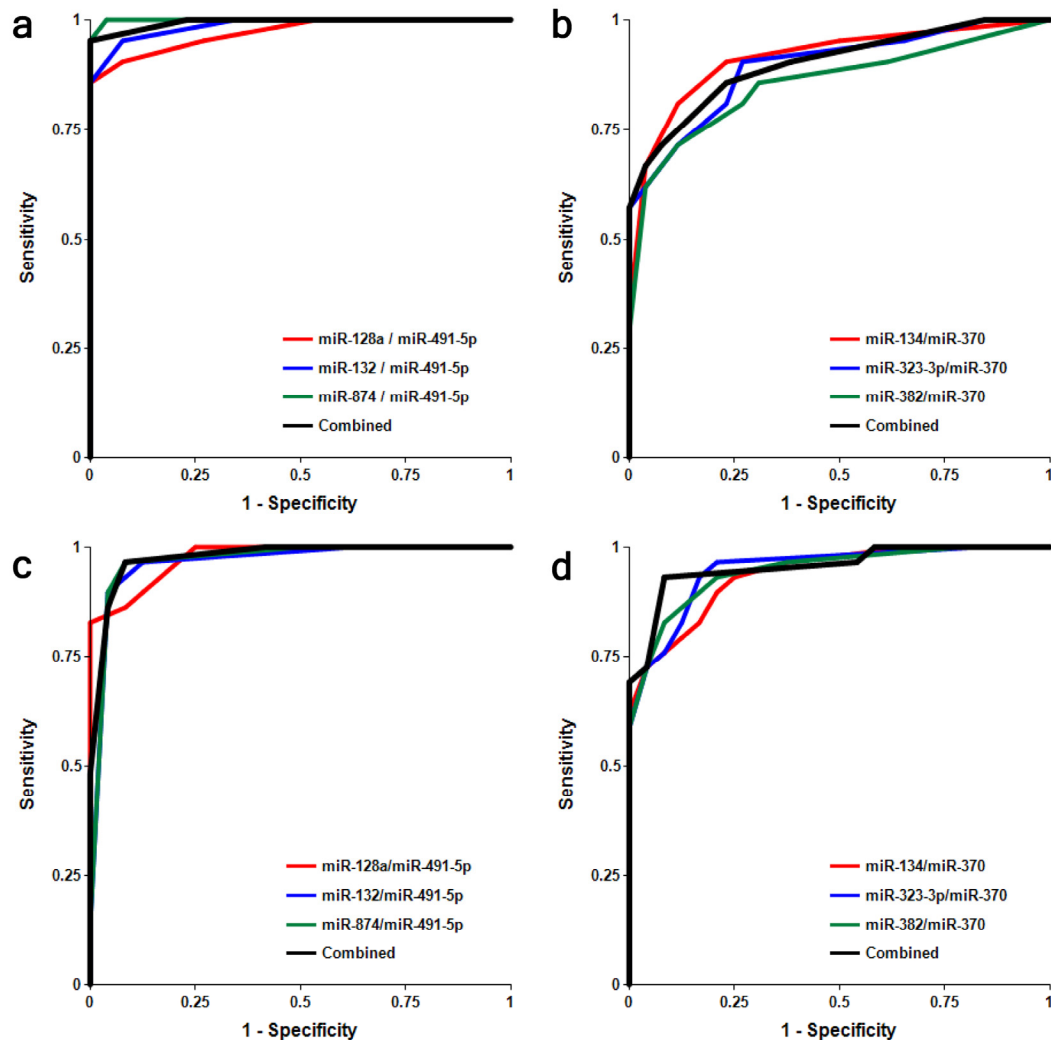 a
1
0.75
0.5
0.25
0
Sensitivity
miR-128a / miR-491-5p
miR-132 / miR-491-5p
miR-874 / miR-491-5p
Combined
0 0.25 0.5 0.75 1
1 - Specificity
b
1
0.75
0.5
0.25
0
Sensitivity
miR-134/miR-370
miR-323-3p/miR-370
miR-382/miR-370
Combined
0 0.25 0.5 0.75 1
1 - Specificity
c
1
0.75
0.5
0.25
0
Sensitivity
miR-128a/miR-491-5p
miR-132/miR-491-5p
miR-874/miR-491-5p
Combined
0 0.25 0.5 0.75 1
1 - Specificity
d
1
0.75
0.5
0.25
0
Sensitivity
miR-134/miR-370
miR-323-3p/miR-370
miR-382/miR-370
Combined
0 0.25 0.5 0.75 1
1 - Specificity